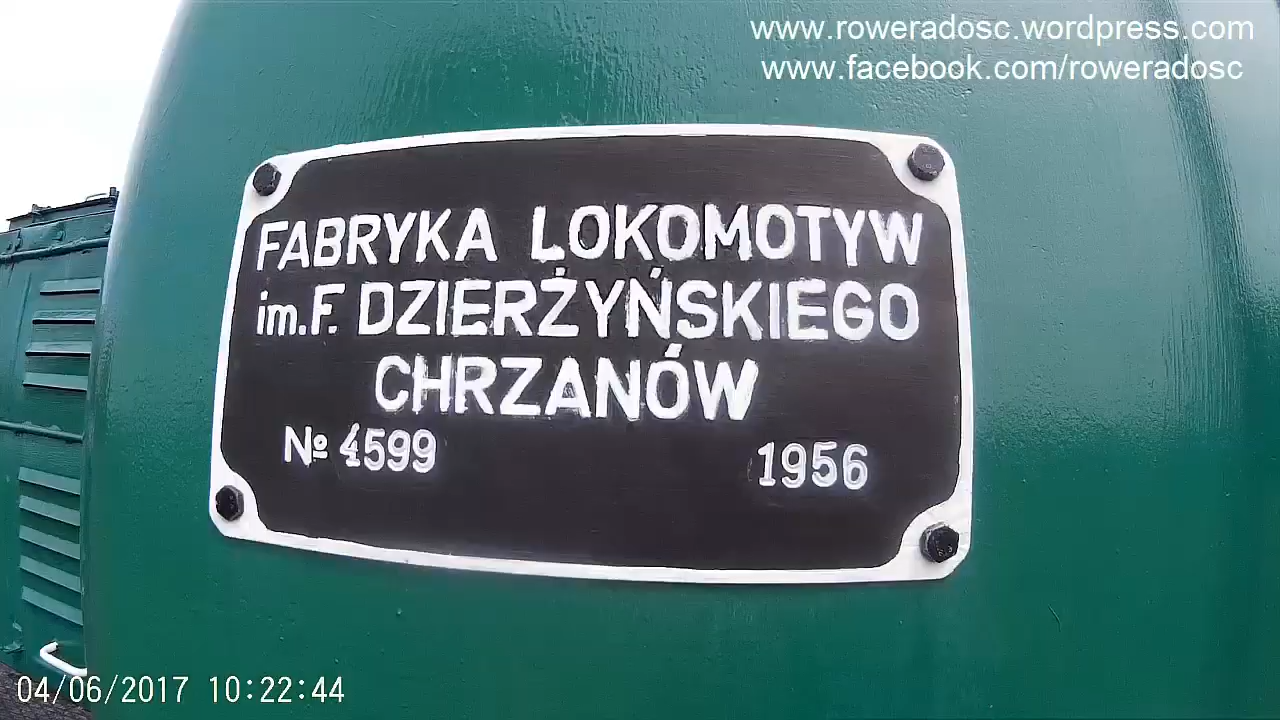 www.roweradosc.wordpress.com
www.facebook.com/roweradosc
FABRYKA LOKOMOTYW
im. F. DZIERŻYŃSKIEGO
CHRZANÓW
№ 4599 1956
04/06/2017 10:22:44